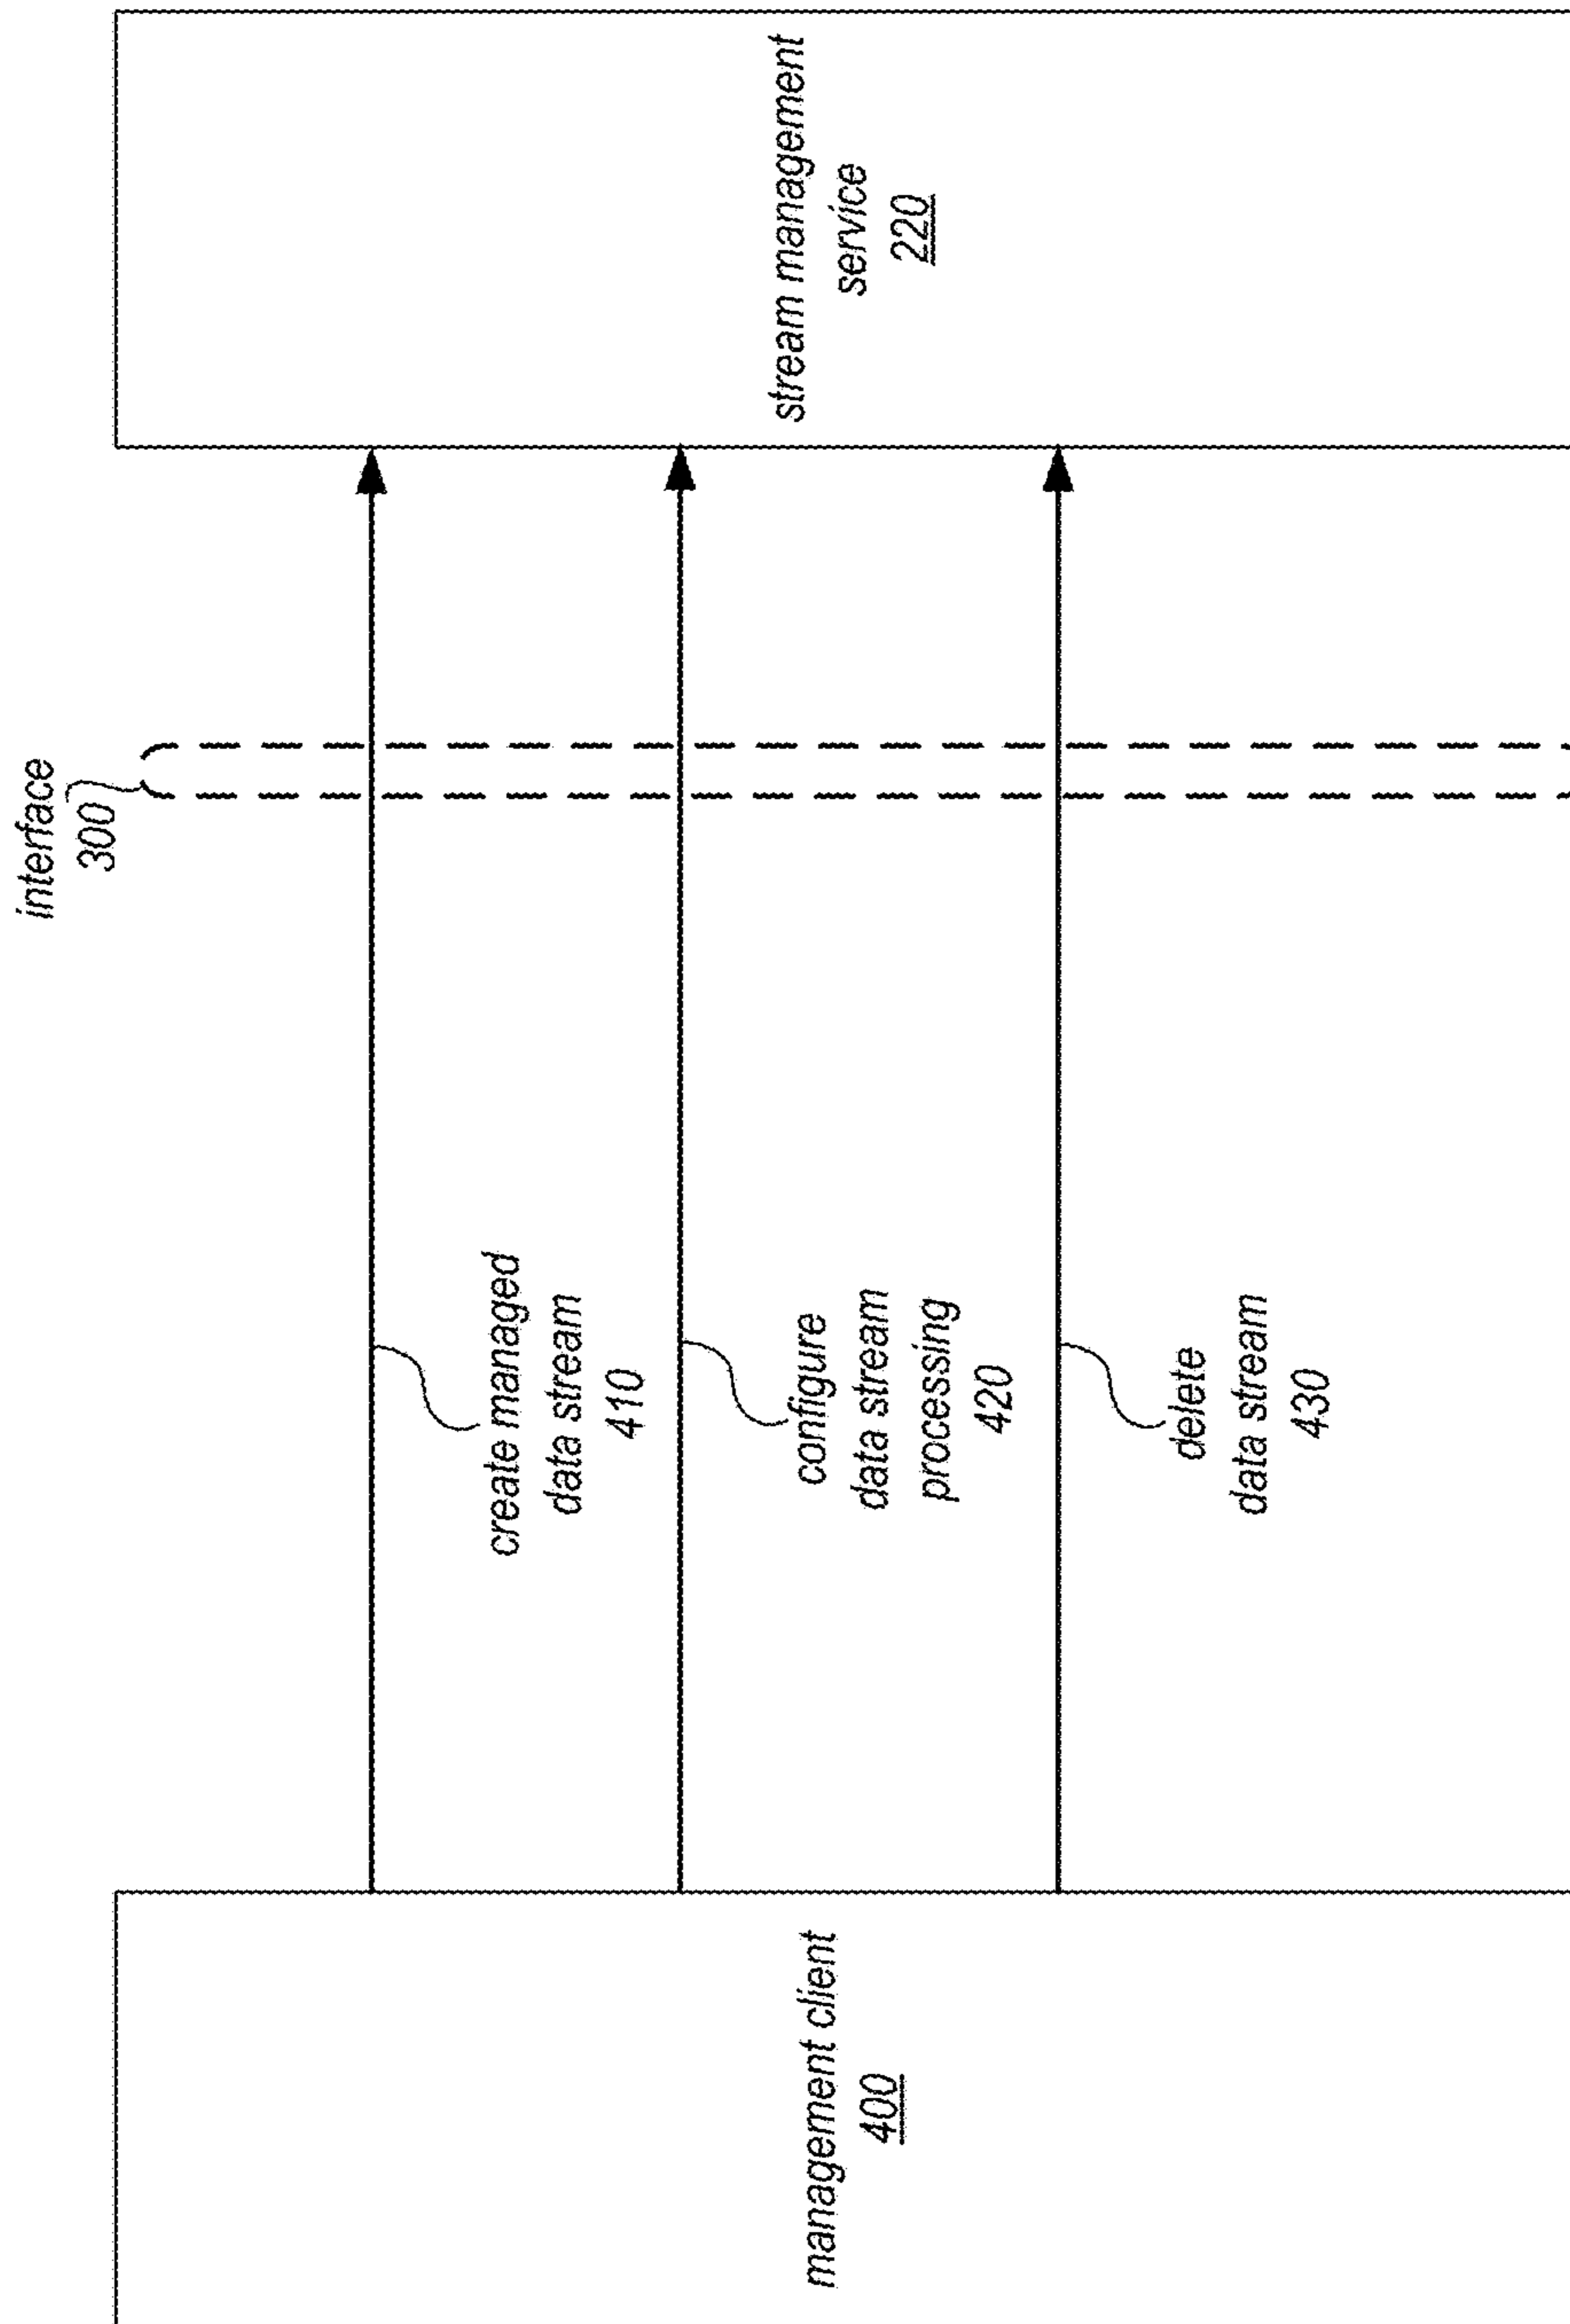 interface
300
management client
400
create managed
data stream
410
configure
data stream
processing
420
delete
data stream
430
stream management
service
220